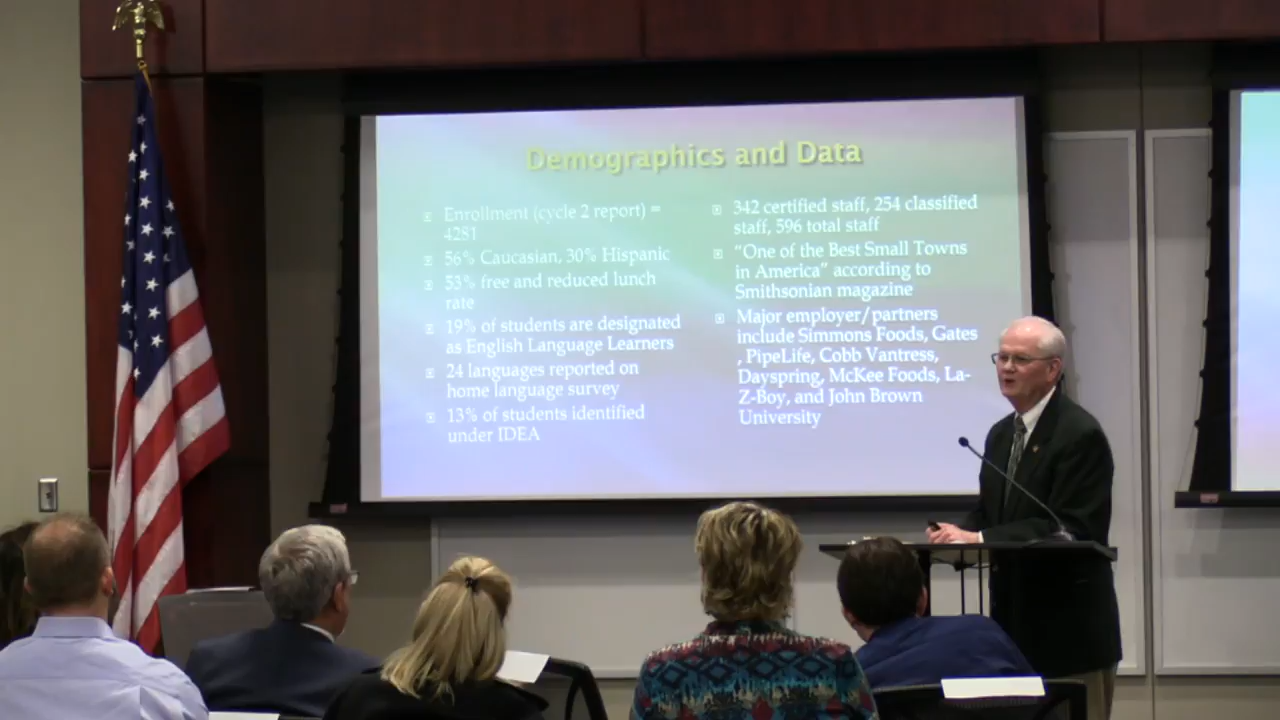 Demographics and Data
Enrollment (cycle 2 report) =
4281
56% Caucasian, 30% Hispanic
53% free and reduced lunch
rate
19% of students are designated
as English Language Learners
24 languages reported on
home language survey
13% of students identified
under IDEA
342 certified staff, 254 classified
staff, 596 total staff
"One of the Best Small Towns
in America" according to
Smithsonian magazine
Major employer/partners
include Simmons Foods, Gates
, PipeLife, Cobb Vantress,
Dayspring, McKee Foods, La-
Z-Boy, and John Brown
University